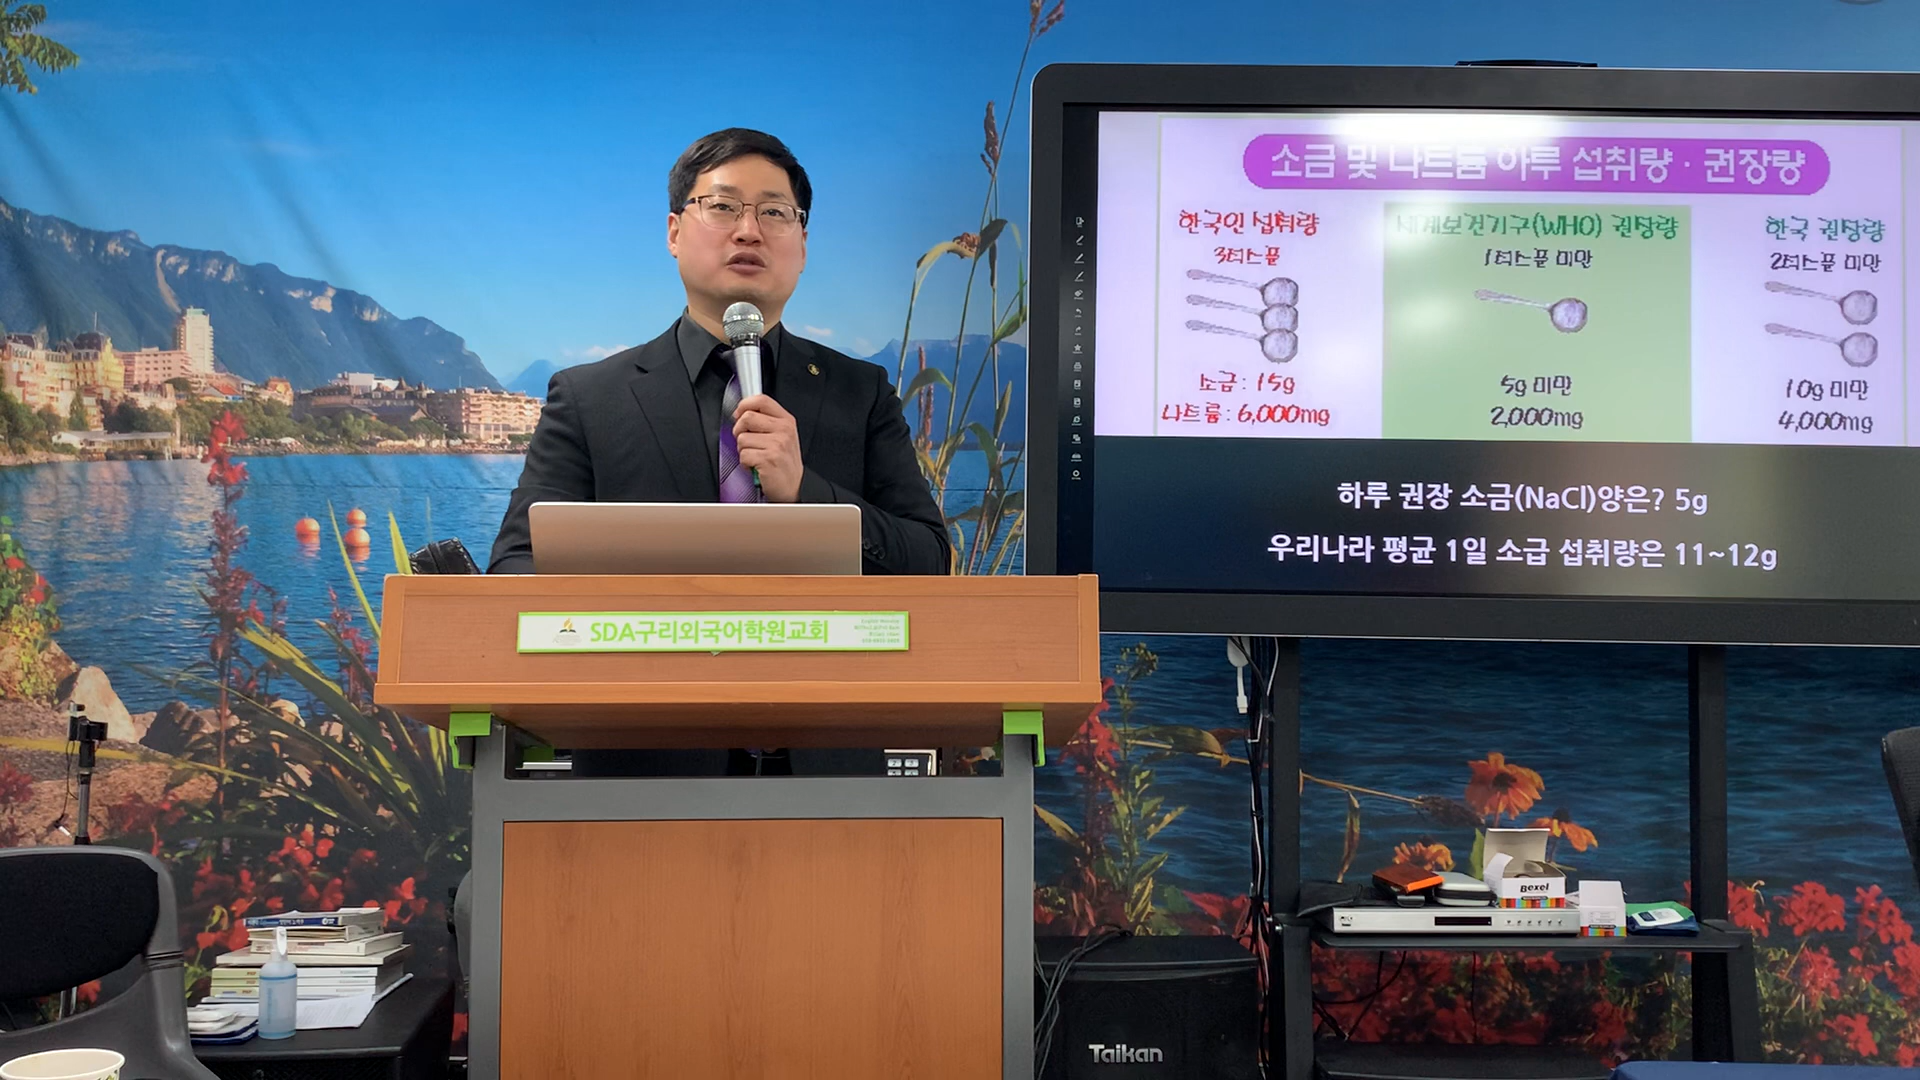 소금 및 나트륨 하루 섭취량 · 권장량
한국인 섭취량
3티스푼
소금 : 15g
나트륨 : 6,000mg
세계보건기구(WHO) 권장량
1티스푼 미만
5g 미만
2,000mg
한국 권장량
2티스푼 미만
10g 미만
4,000mg
하루 권장 소금(NaCl)양은? 5g
우리나라 평균 1일 소급 섭취량은 11~12g
SDA구리외국어학원교회
Bexel
Taikan